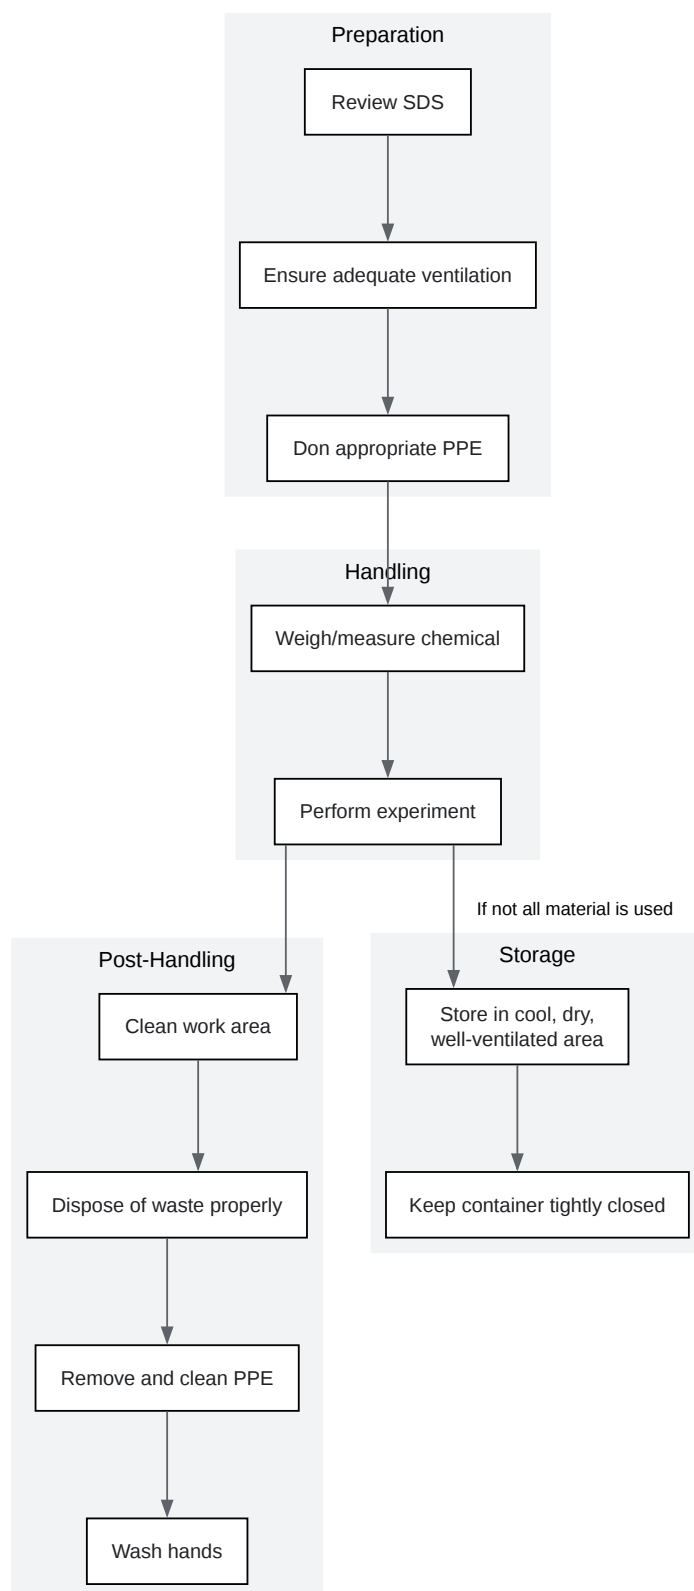 Preparation
Review SDS
Ensure adequate ventilation
Don appropriate PPE
Handling
Weigh/measure chemical
Perform experiment
If not all material is used
Post-Handling
Clean work area
Dispose of waste properly
Remove and clean PPE
Wash hands
Storage
Store in cool, dry,
well-ventilated area
Keep container tightly closed